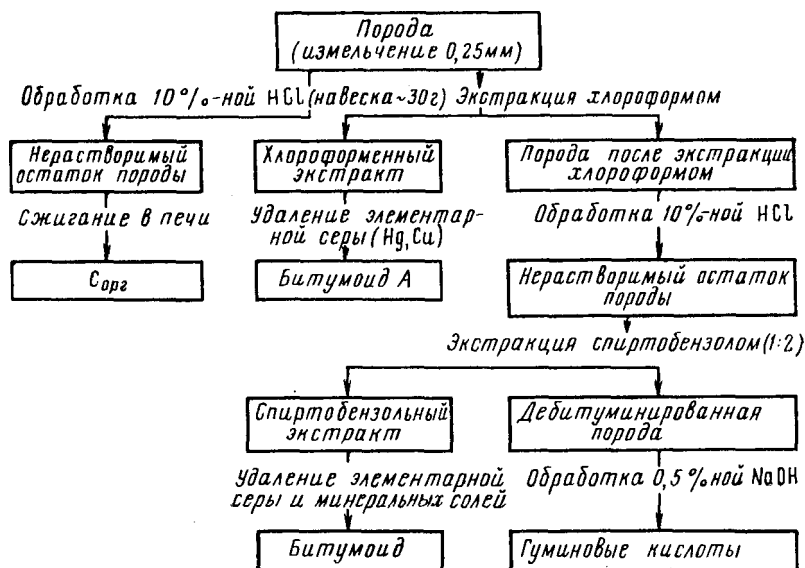 Порода
(измельчение 0,25мм)
Обработка 10%-ной HCl (навеска~30г) Экстракция хлороформом
Нерастворимый
остаток породы
Хлороформенный
экстракт
Порода после экстракции
хлороформом
Сжигание в печи
Удаление элементар-
ной серы (Hg,Cu)
Обработка 10%-ной HCl
Сорг
Битумоид А
Нерастворимый остаток
породы
Экстракция спиртобензолом(1:2)
Спиртобензольный
экстракт
Дебитуминированная
порода
Удаление элементарной
серы и минеральных солей
Обработка 0,5%ной NaOH
Битумоид
Гуминовые кислоты